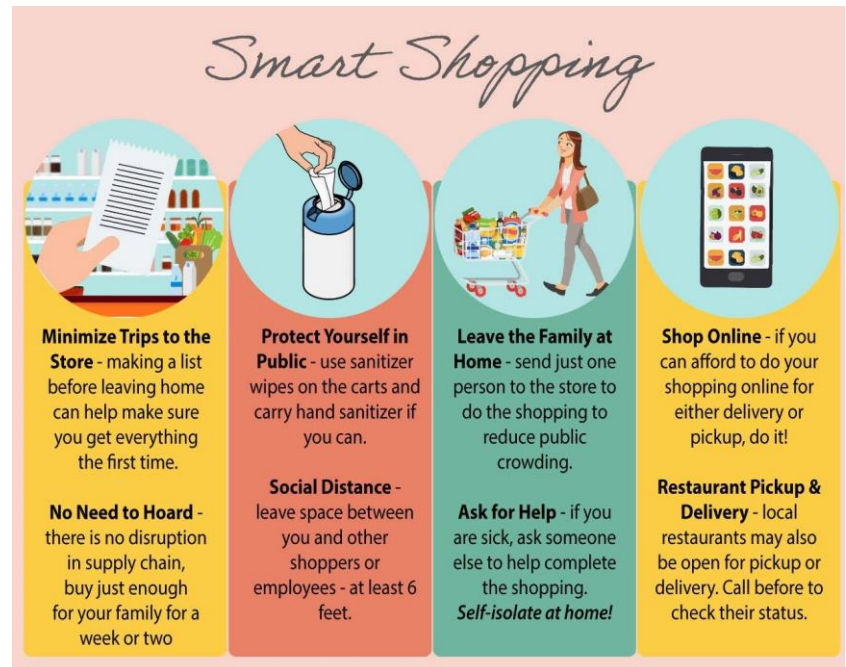 Smart Shopping
Minimize Trips to the
Store - making a list
before leaving home
can help make sure
you get everything
the first time.
No Need to Hoard -
there is no disruption
in supply chain,
buy just enough
for your family for a
week or two
Protect Yourself in
Public - use sanitizer
wipes on the carts and
carry hand sanitizer if
you can.
Social Distance -
leave space between
you and other
shoppers or
employees - at least 6
feet.
Leave the Family at
Home - send just one
person to the store to
do the shopping to
reduce public
crowding.
Ask for Help - if you
are sick, ask someone
else to help complete
the shopping.
Self-isolate at home!
Shop Online - if you
can afford to do your
shopping online for
either delivery or
pickup, do it!
Restaurant Pickup &
Delivery - local
restaurants may also
be open for pickup or
delivery. Call before to
check their status.